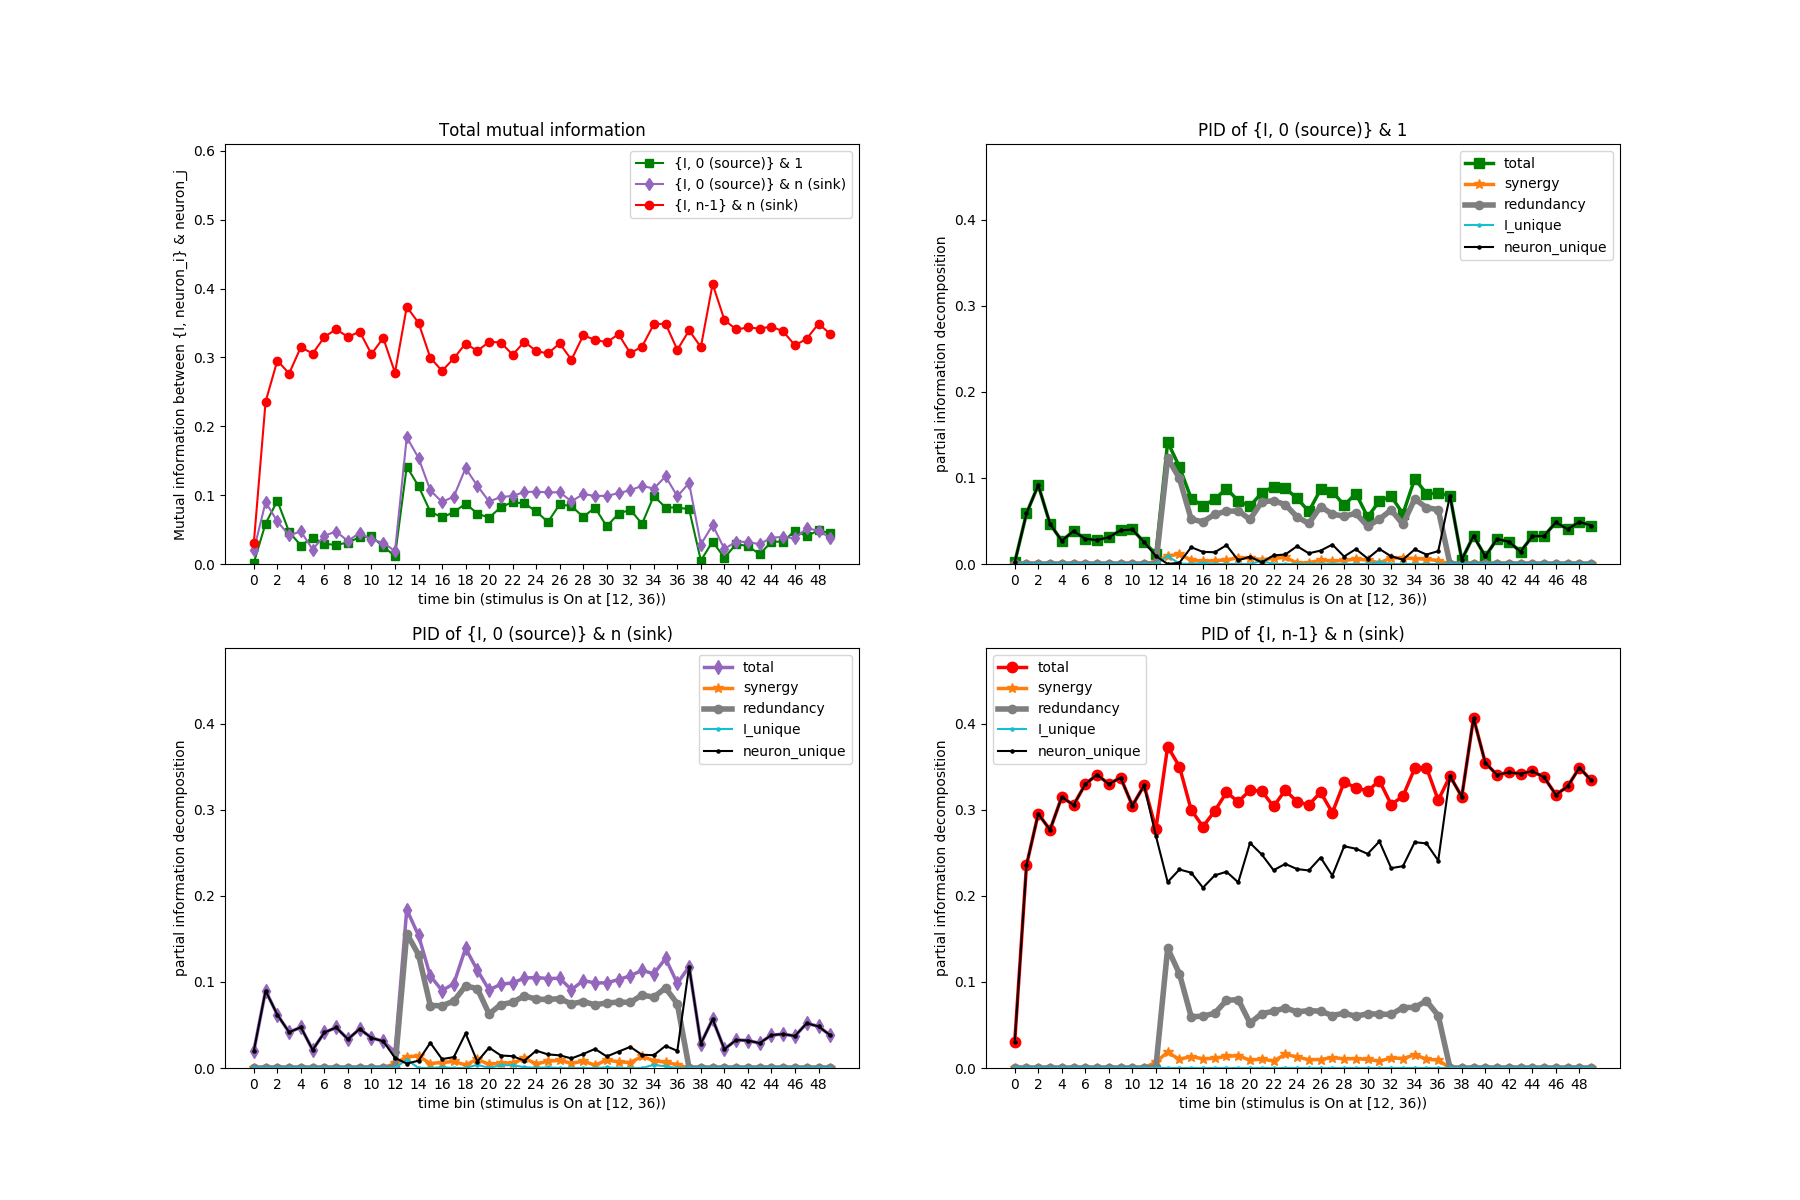 Total mutual information
Mutual information between {I, neuron_i} & neuron_j
0.6
0.5
0.4
0.3
0.2
0.1
0.0
{I, 0 (source)} & 1
{I, 0 (source)} & n (sink)
{I, n-1} & n (sink)
0 2 4 6 8 10 12 14 16 18 20 22 24 26 28 30 32 34 36 38 40 42 44 46 48
time bin (stimulus is On at [12, 36))
PID of {I, 0 (source)} & 1
partial information decomposition
0.4
0.3
0.2
0.1
0.0
total
synergy
redundancy
I_unique
neuron_unique
0 2 4 6 8 10 12 14 16 18 20 22 24 26 28 30 32 34 36 38 40 42 44 46 48
time bin (stimulus is On at [12, 36))
PID of {I, 0 (source)} & n (sink)
partial information decomposition
0.4
0.3
0.2
0.1
0.0
total
synergy
redundancy
I_unique
neuron_unique
0 2 4 6 8 10 12 14 16 18 20 22 24 26 28 30 32 34 36 38 40 42 44 46 48
time bin (stimulus is On at [12, 36))
PID of {I, n-1} & n (sink)
partial information decomposition
0.4
0.3
0.2
0.1
0.0
total
synergy
redundancy
I_unique
neuron_unique
0 2 4 6 8 10 12 14 16 18 20 22 24 26 28 30 32 34 36 38 40 42 44 46 48
time bin (stimulus is On at [12, 36))